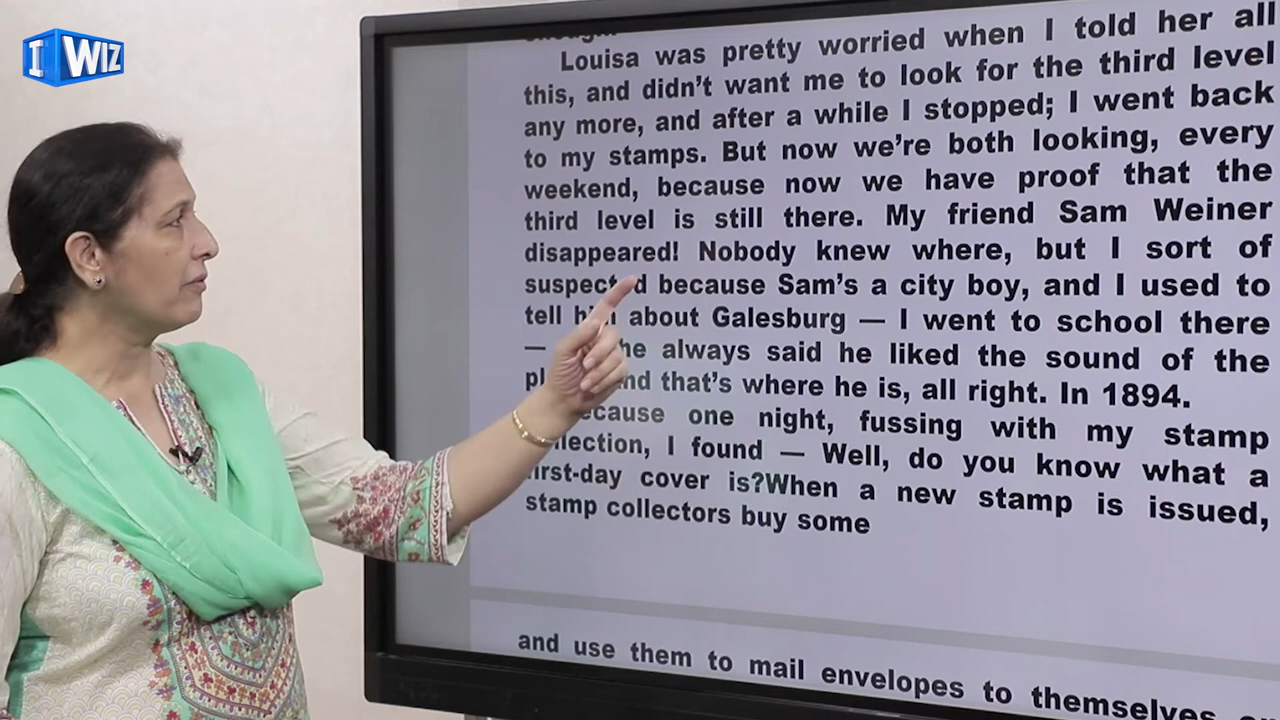 I WIZ
Louisa was pretty worried when I told her all
this, and didn't want me to look for the third level
any more, and after a while I stopped; I went back
to my stamps. But now we're both looking, every
weekend, because now we have proof that the
third level is still there. My friend Sam Weiner
disappeared! Nobody knew where, but I sort of
suspected because Sam's a city boy, and I used to
tell him about Galesburg — I went to school there
— he always said he liked the sound of the
and that's where he is, all right. In 1894.
Because one night, fussing with my stamp
collection, I found — Well, do you know what a
first-day cover is?When a new stamp is issued,
stamp collectors buy some
and use them to mail envelopes to themselves